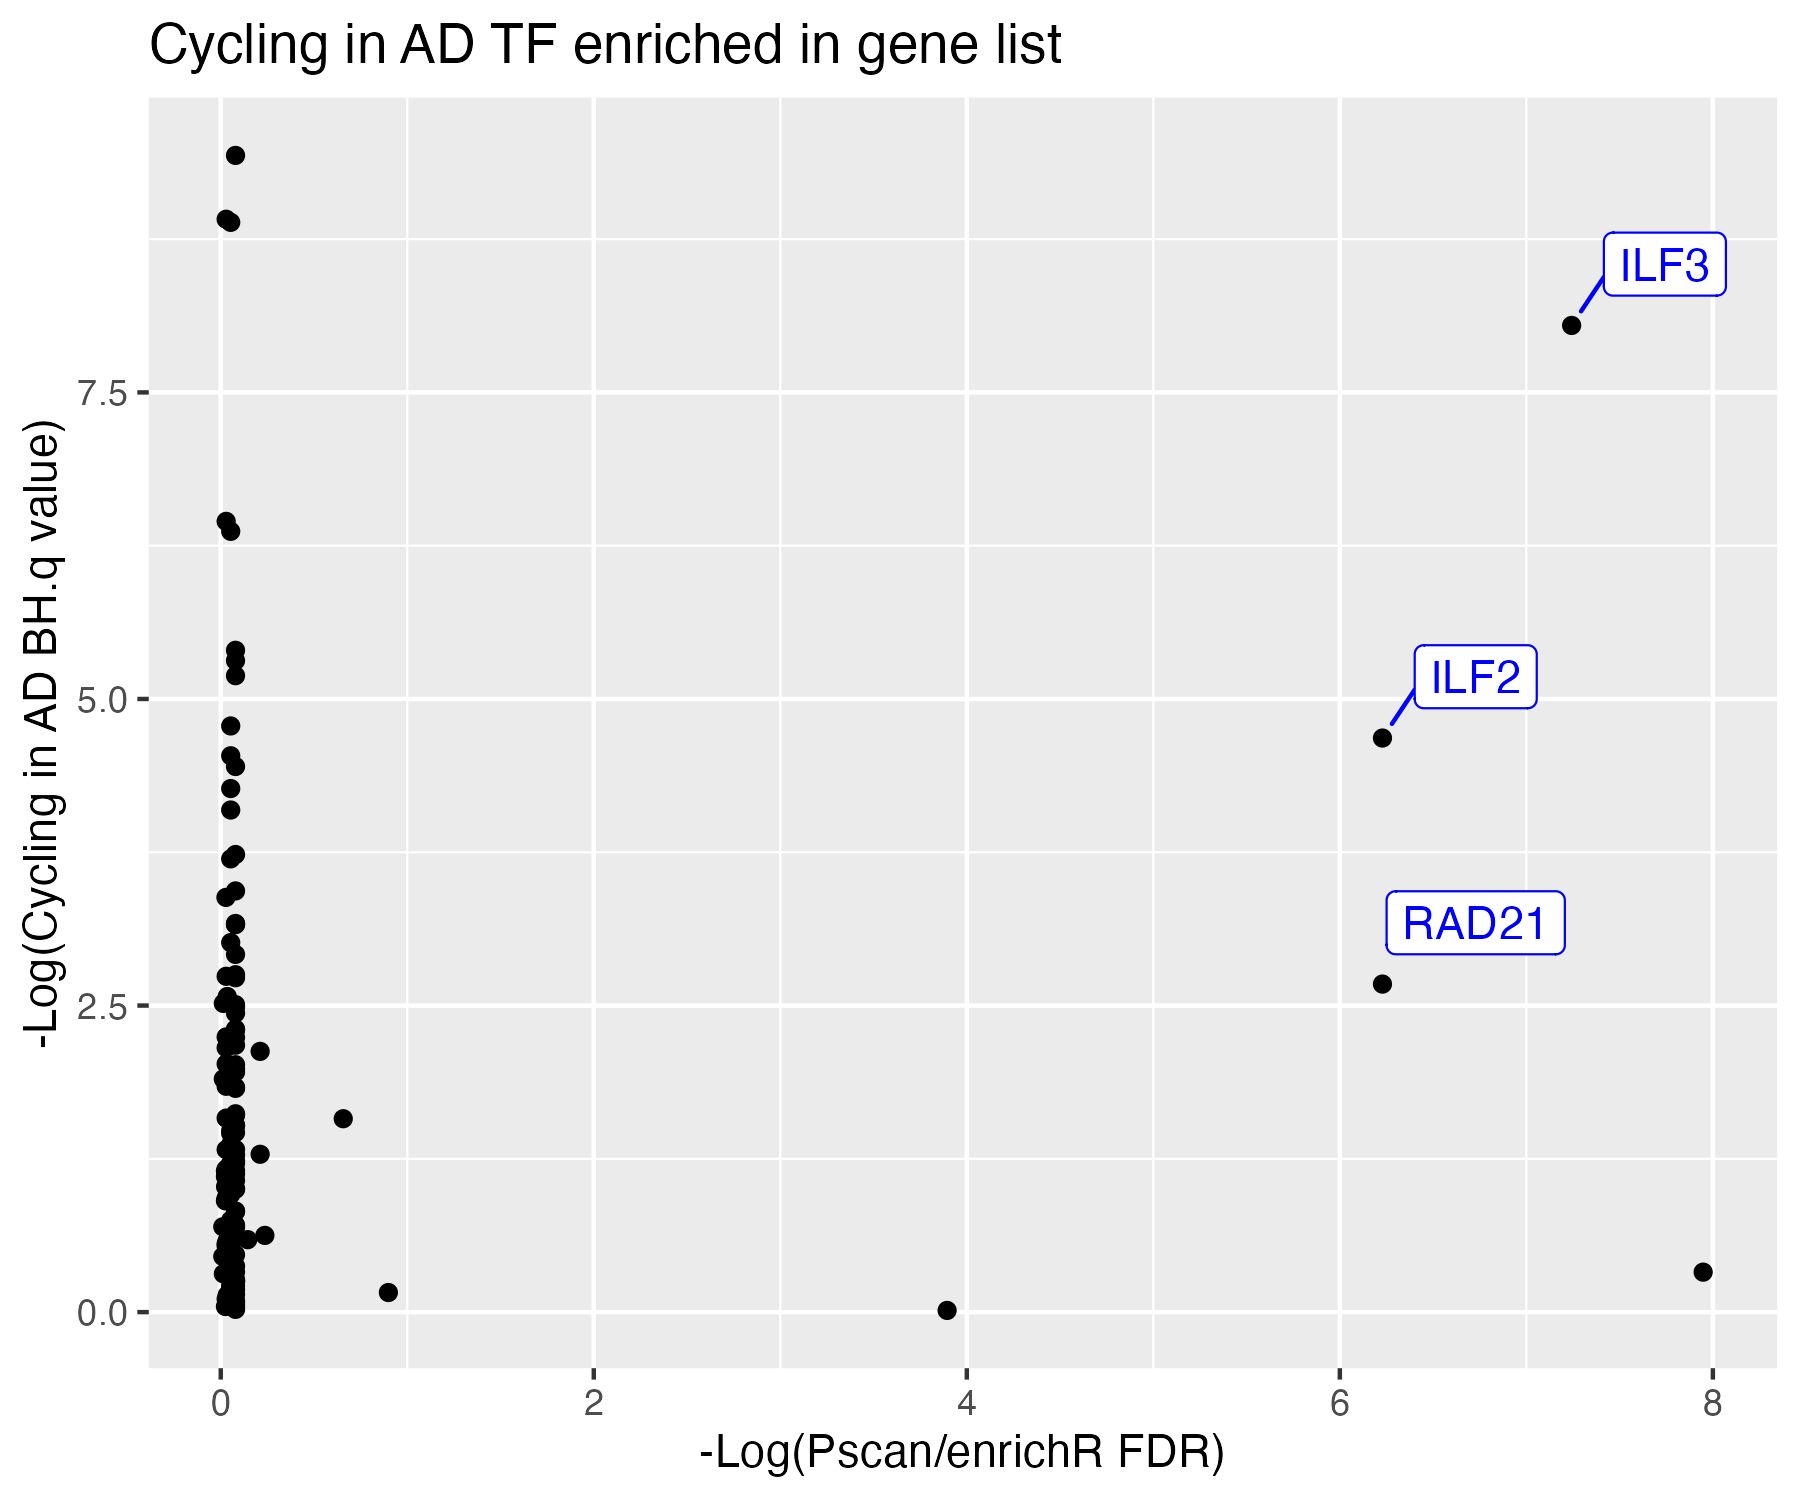 Cycling in AD TF enriched in gene list
-Log(Cycling in AD BH.q value)
7.5
5.0
2.5
0.0
ILF3
ILF2
RAD21
0 2 4 6 8
-Log(Pscan/enrichR FDR)